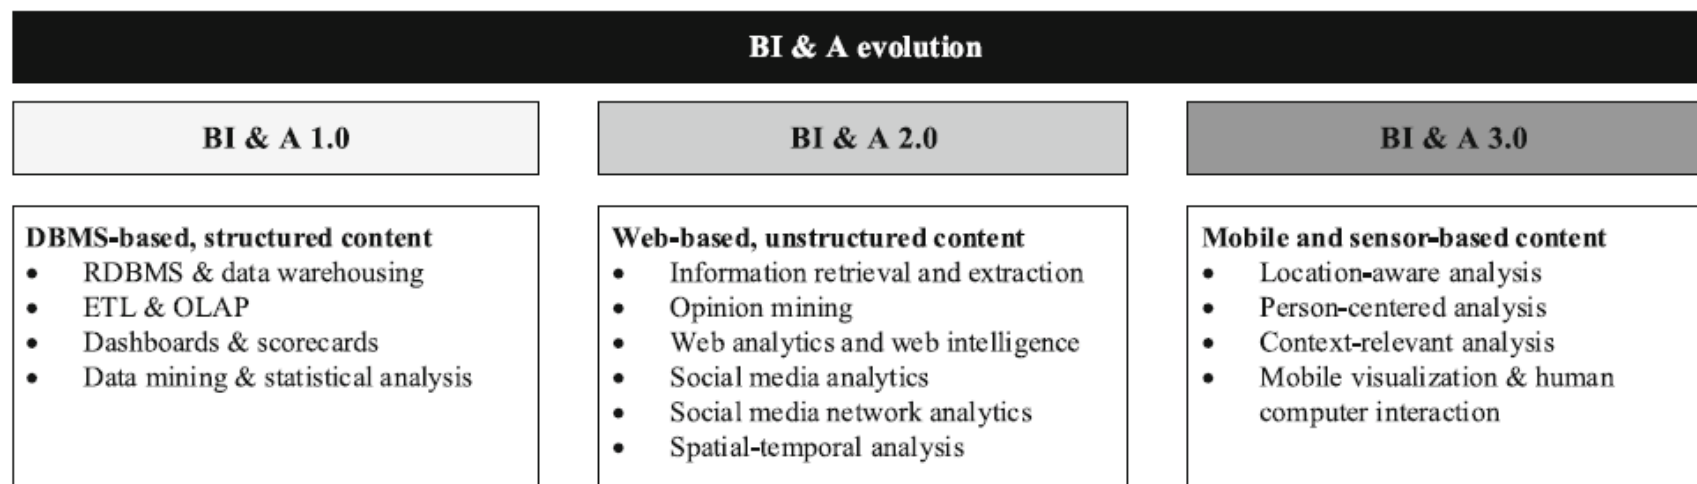 BI & A evolution
BI & A 1.0
BI & A 2.0
BI & A 3.0
DBMS-based, structured content
• RDBMS & data warehousing
• ETL & OLAP
• Dashboards & scorecards
• Data mining & statistical analysis
Web-based, unstructured content
• Information retrieval and extraction
• Opinion mining
• Web analytics and web intelligence
• Social media analytics
• Social media network analytics
• Spatial-temporal analysis
Mobile and sensor-based content
• Location-aware analysis
• Person-centered analysis
• Context-relevant analysis
• Mobile visualization & human
computer interaction